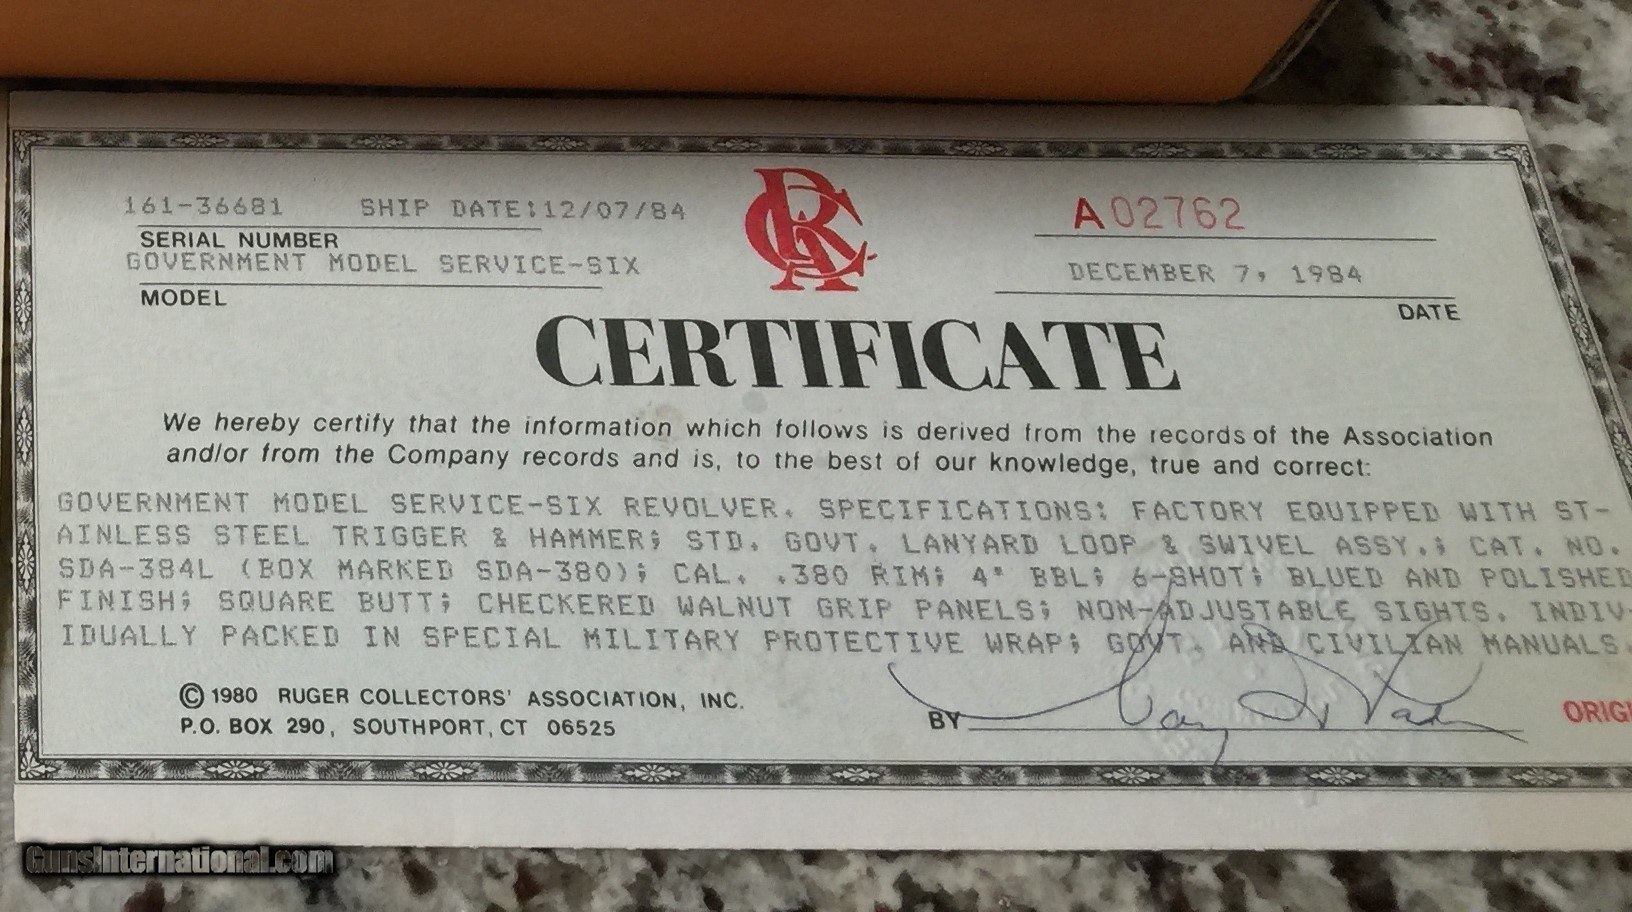 161-36681 SHIP DATE:12/07/84
A02762
SERIAL NUMBER
GOVERNMENT MODEL SERVICE-SIX
DECEMBER 7, 1984
MODEL
DATE
CERTIFICATE
We hereby certify that the information which follows is derived from the records of the Association
and/or from the Company records and is, to the best of our knowledge, true and correct:
GOVERNMENT MODEL SERVICE-SIX REVOLVER. SPECIFICATIONS: FACTORY EQUIPPED WITH ST-
AINLESS STEEL TRIGGER & HAMMER; STD. GOVT. LANYARD LOOP & SWIVEL ASSY.; CAT. NO.
SDA-384L (BOX MARKED SDA-380); CAL. .380 RIM; 4" BBL; 6-SHOT; BLUED AND POLISHED
FINISH; SQUARE BUTT; CHECKERED WALNUT GRIP PANELS; NON-ADJUSTABLE SIGHTS. INDIV-
IDUALLY PACKED IN SPECIAL MILITARY PROTECTIVE WRAP; GOVT. AND CIVILIAN MANUALS.
© 1980 RUGER COLLECTORS' ASSOCIATION, INC.
P.O. BOX 290, SOUTHPORT, CT 06525
BY
ORIGI
GunsInternational.com